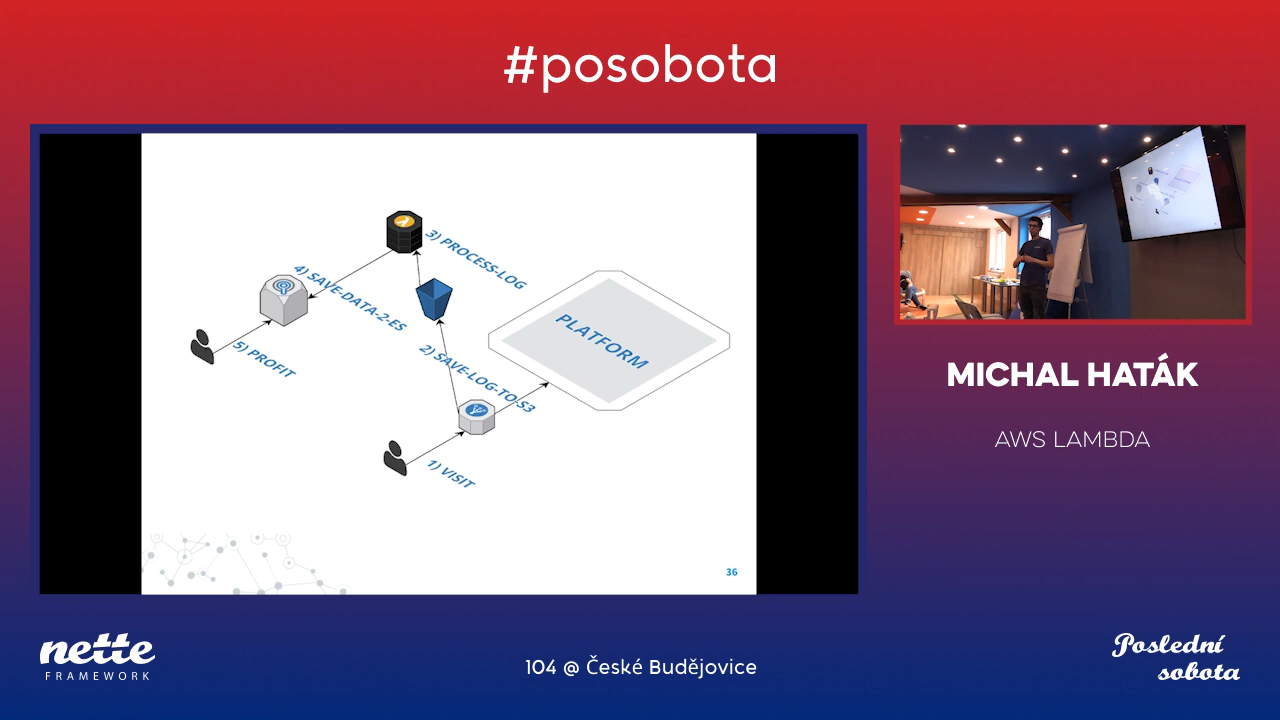 #posobota
3) PROCESS-LOG
4) SAVE-DATA-2-ES
PLATFORM
5) PROFIT
2) SAVE-LOG-TO-S3
1) VISIT
36
MICHAL HATÁK
AWS LAMBDA
nette
FRAMEWORK
104 @ České Budějovice
Poslední
sobota